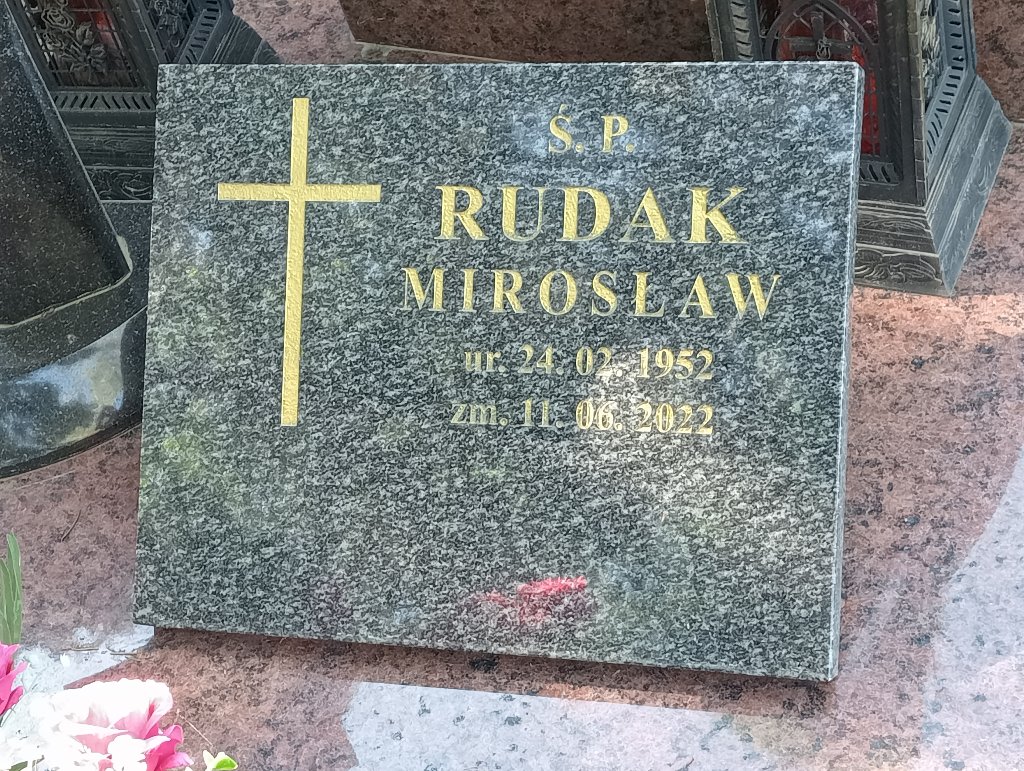 Ś. P.
RUDAK
MIROSŁAW
ur. 24. 02. 1952
zm. 11. 06. 2022